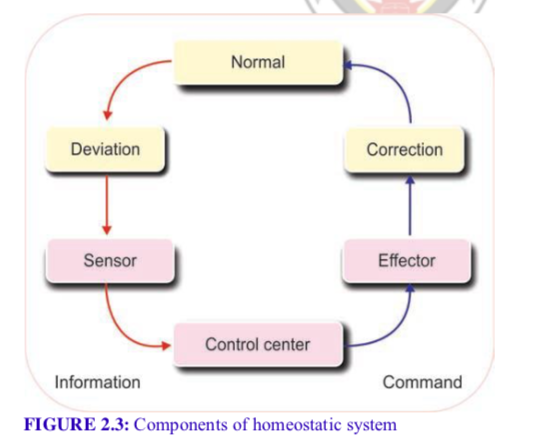 Normal
Deviation
Correction
Sensor
Effector
Control center
Information
Command
FIGURE 2.3: Components of homeostatic system